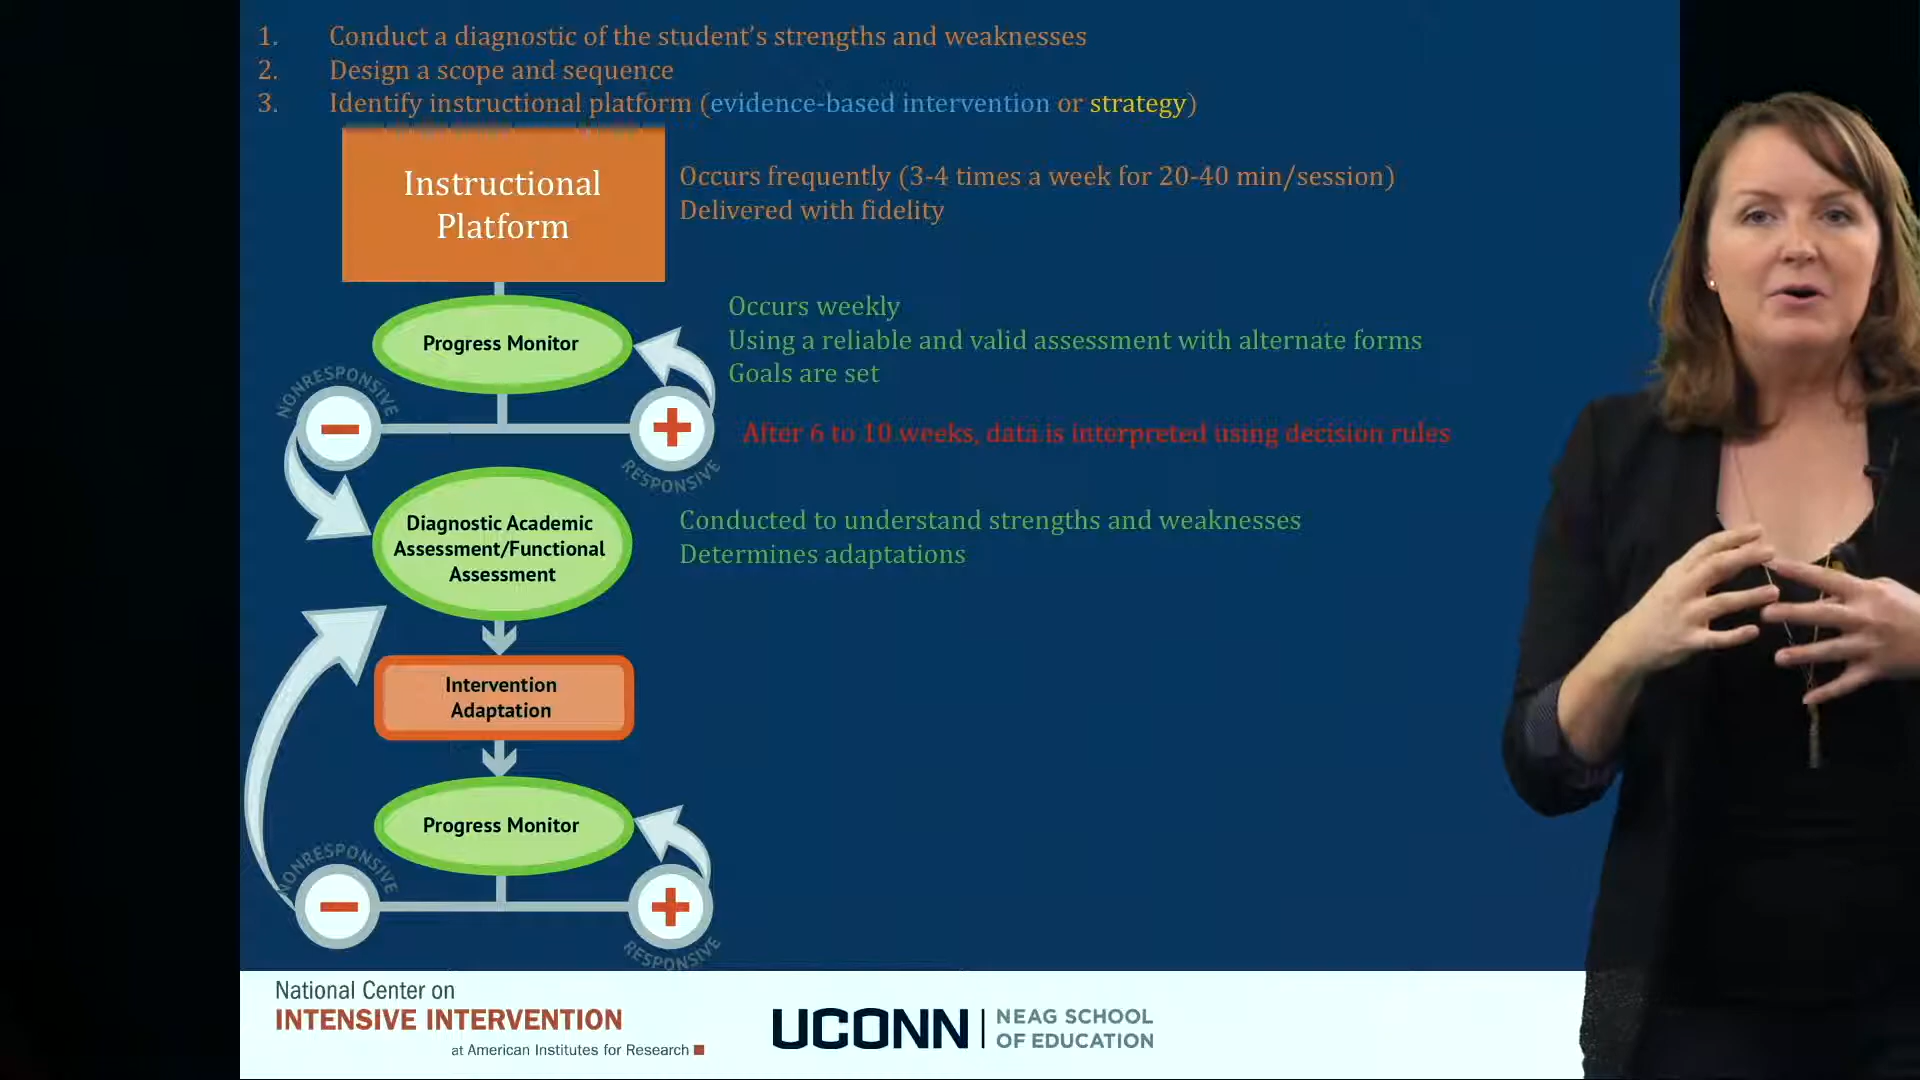 1. Conduct a diagnostic of the student's strengths and weaknesses
2. Design a scope and sequence
3. Identify instructional platform (evidence-based intervention or strategy)
Instructional
Platform
Occurs frequently (3-4 times a week for 20-40 min/session)
Delivered with fidelity
Progress Monitor
Occurs weekly
Using a reliable and valid assessment with alternate forms
Goals are set
NONRESPONSIVE
RESPONSIVE
After 6 to 10 weeks, data is interpreted using decision rules
Diagnostic Academic
Assessment/Functional
Assessment
Conducted to understand strengths and weaknesses
Determines adaptations
Intervention
Adaptation
Progress Monitor
NONRESPONSIVE
RESPONSIVE
National Center on
INTENSIVE INTERVENTION
at American Institutes for Research
UCONN
NEAG SCHOOL
OF EDUCATION